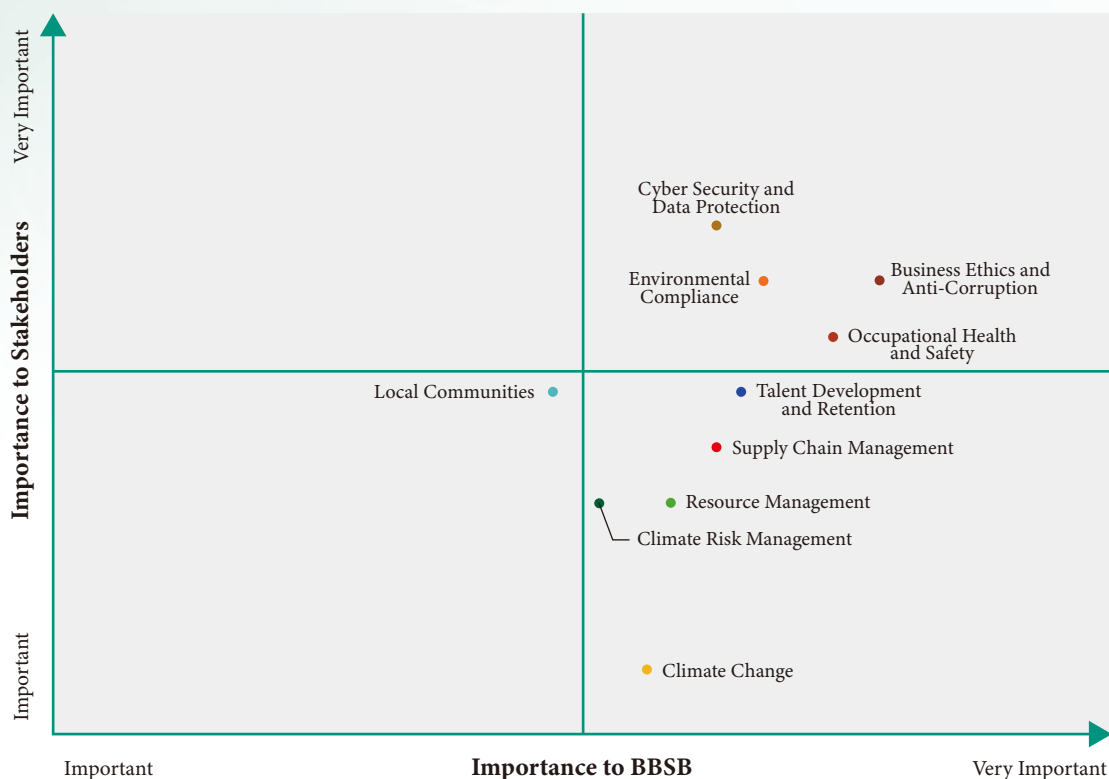 Very Important
Importance to Stakeholders
Important
Cyber Security and
Data Protection
Environmental
Compliance
Business Ethics and
Anti-Corruption
Occupational Health
and Safety
Local Communities
Talent Development
and Retention
Supply Chain Management
Resource Management
Climate Risk Management
Climate Change
Important
Importance to BBSB
Very Important